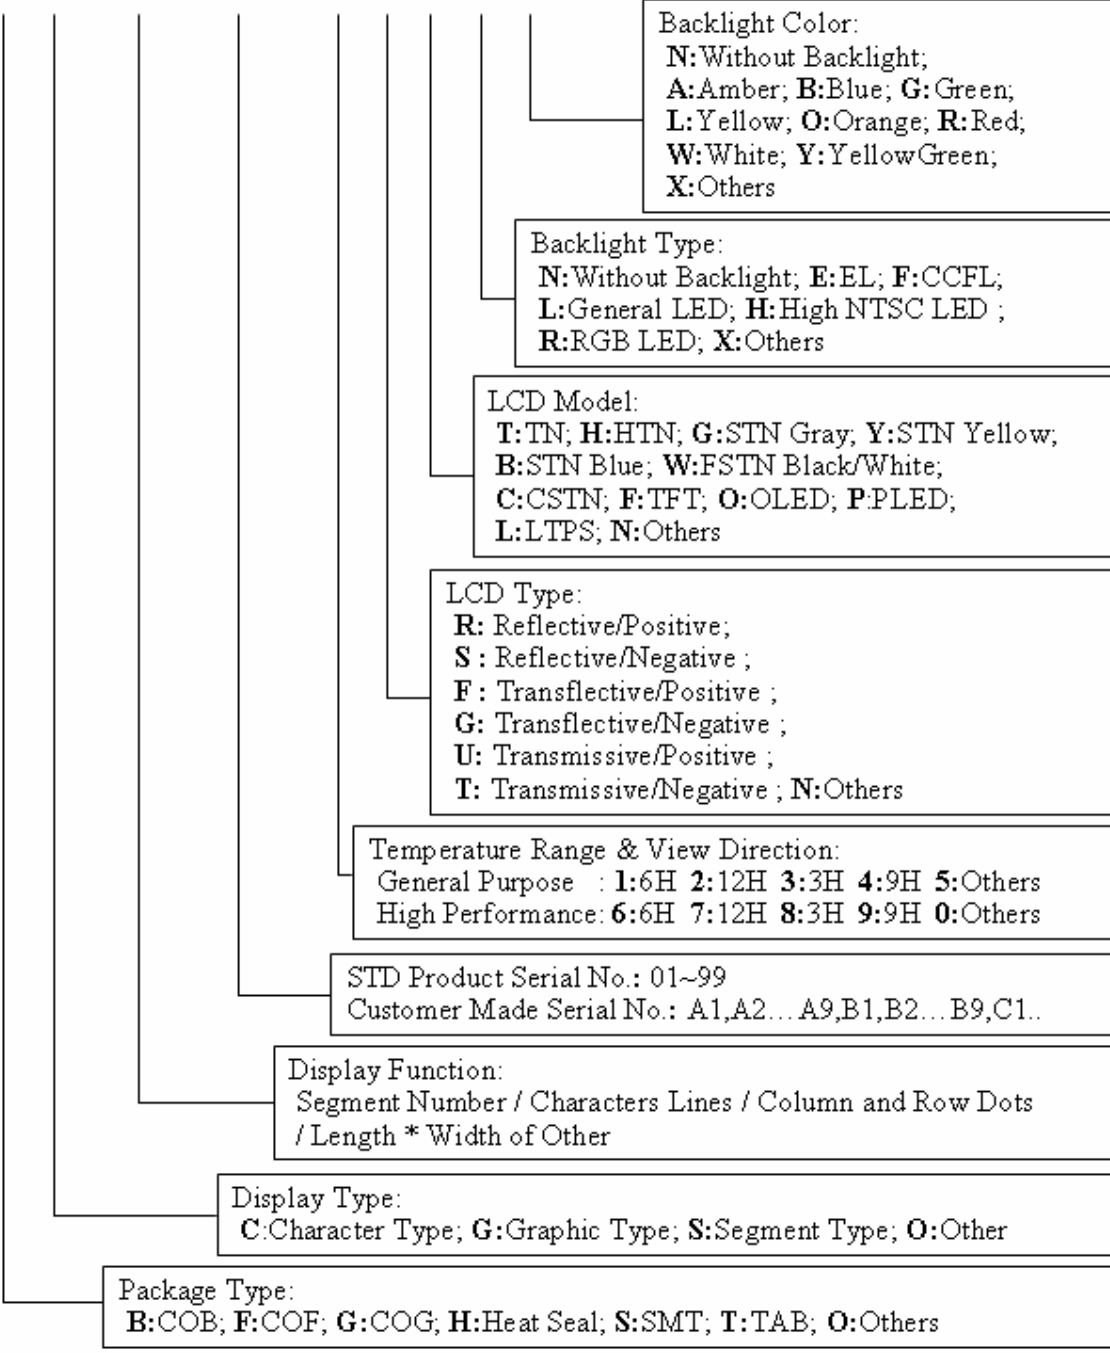 Backlight Color:
N:Without Backlight;
A:Amber; B:Blue; G:Green;
L:Yellow; O:Orange; R:Red;
W:White; Y:YellowGreen;
X:Others
Backlight Type:
N:Without Backlight; E:EL; F:CCFL;
L:General LED; H:High NTSC LED ;
R:RGB LED; X:Others
LCD Model:
T:TN; H:HTN; G:STN Gray; Y:STN Yellow;
B:STN Blue; W:FSTN Black/White;
C:CSTN; F:TFT; O:OLED; P:PLED;
L:LTPS; N:Others
LCD Type:
R: Reflective/Positive;
S : Reflective/Negative ;
F : Transflective/Positive ;
G: Transflective/Negative ;
U: Transmissive/Positive ;
T: Transmissive/Negative ; N:Others
Temperature Range & View Direction:
General Purpose : 1:6H 2:12H 3:3H 4:9H 5:Others
High Performance: 6:6H 7:12H 8:3H 9:9H 0:Others
STD Product Serial No.: 01~99
Customer Made Serial No.: A1,A2...A9,B1,B2...B9,C1..
Display Function:
Segment Number / Characters Lines / Column and Row Dots
/ Length * Width of Other
Display Type:
C:Character Type; G:Graphic Type; S:Segment Type; O:Other
Package Type:
B:COB; F:COF; G:COG; H:Heat Seal; S:SMT; T:TAB; O:Others